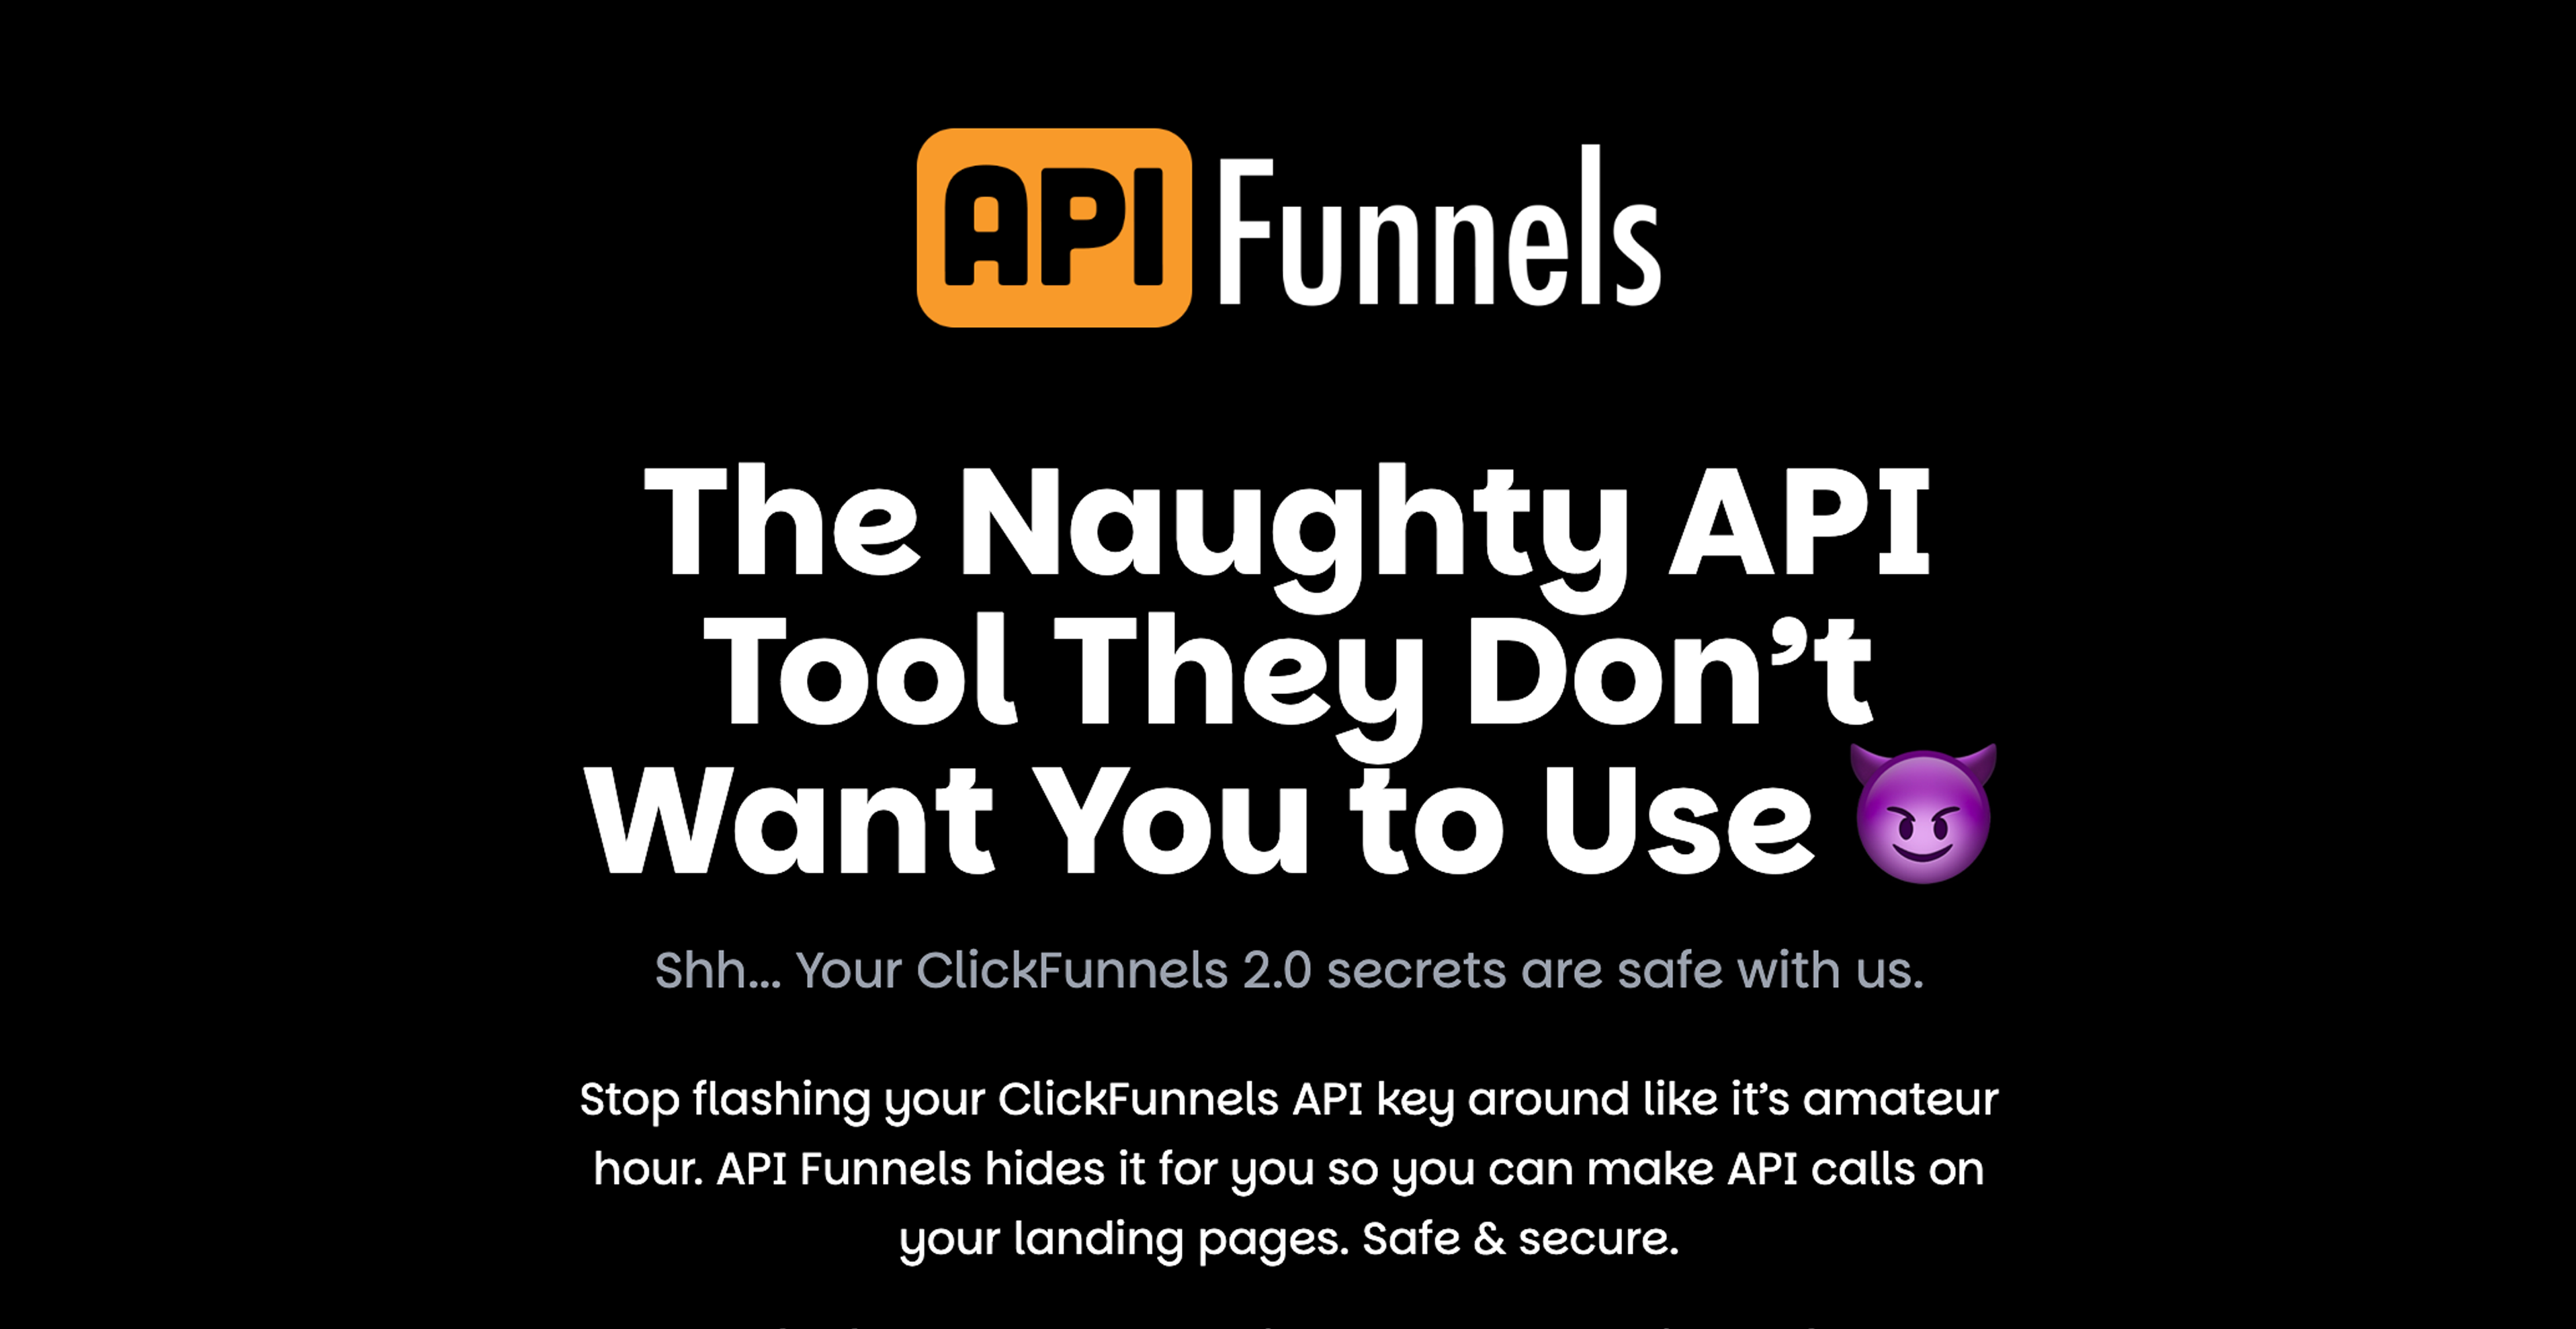 API Funnels
The Naughty API
Tool They Don’t
Want You to Use 😈
Shh... Your ClickFunnels 2.0 secrets are safe with us.
Stop flashing your ClickFunnels API key around like it’s amateur
hour. API Funnels hides it for you so you can make API calls on
your landing pages. Safe & secure.